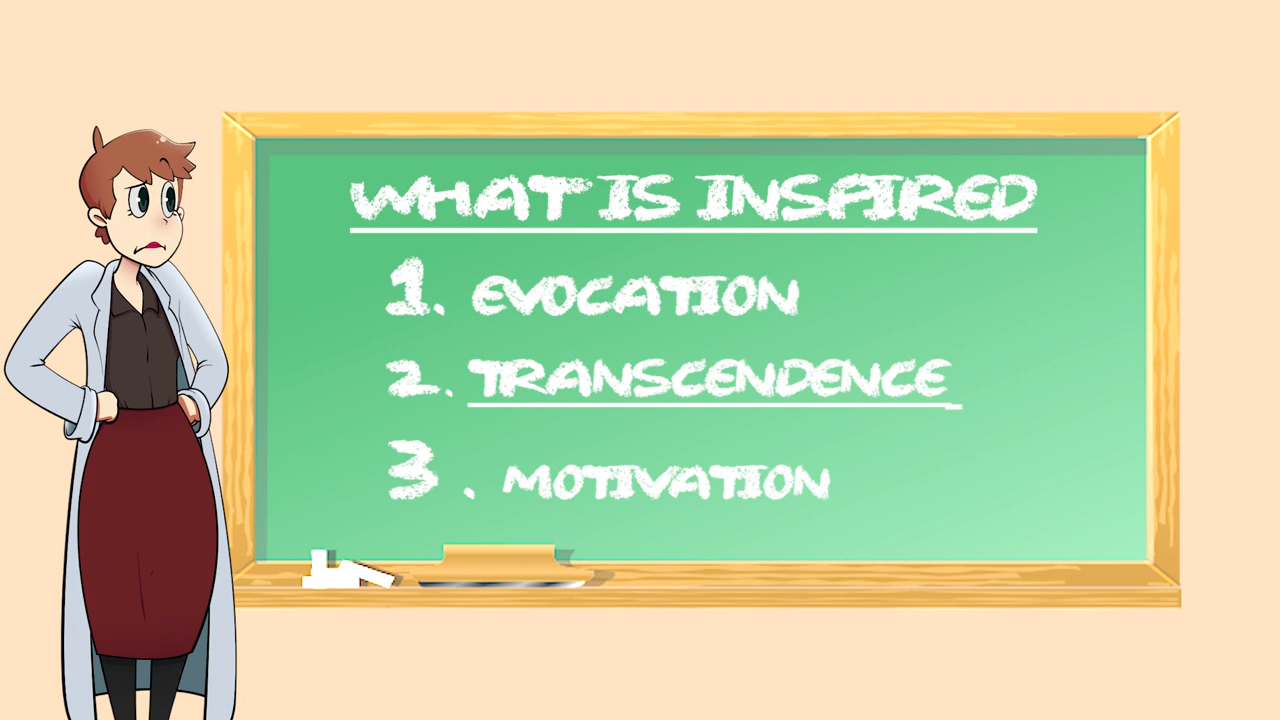 WHAT IS INSPIRED
1. EVOCATION
2. TRANSCENDENCE
3. MOTIVATION